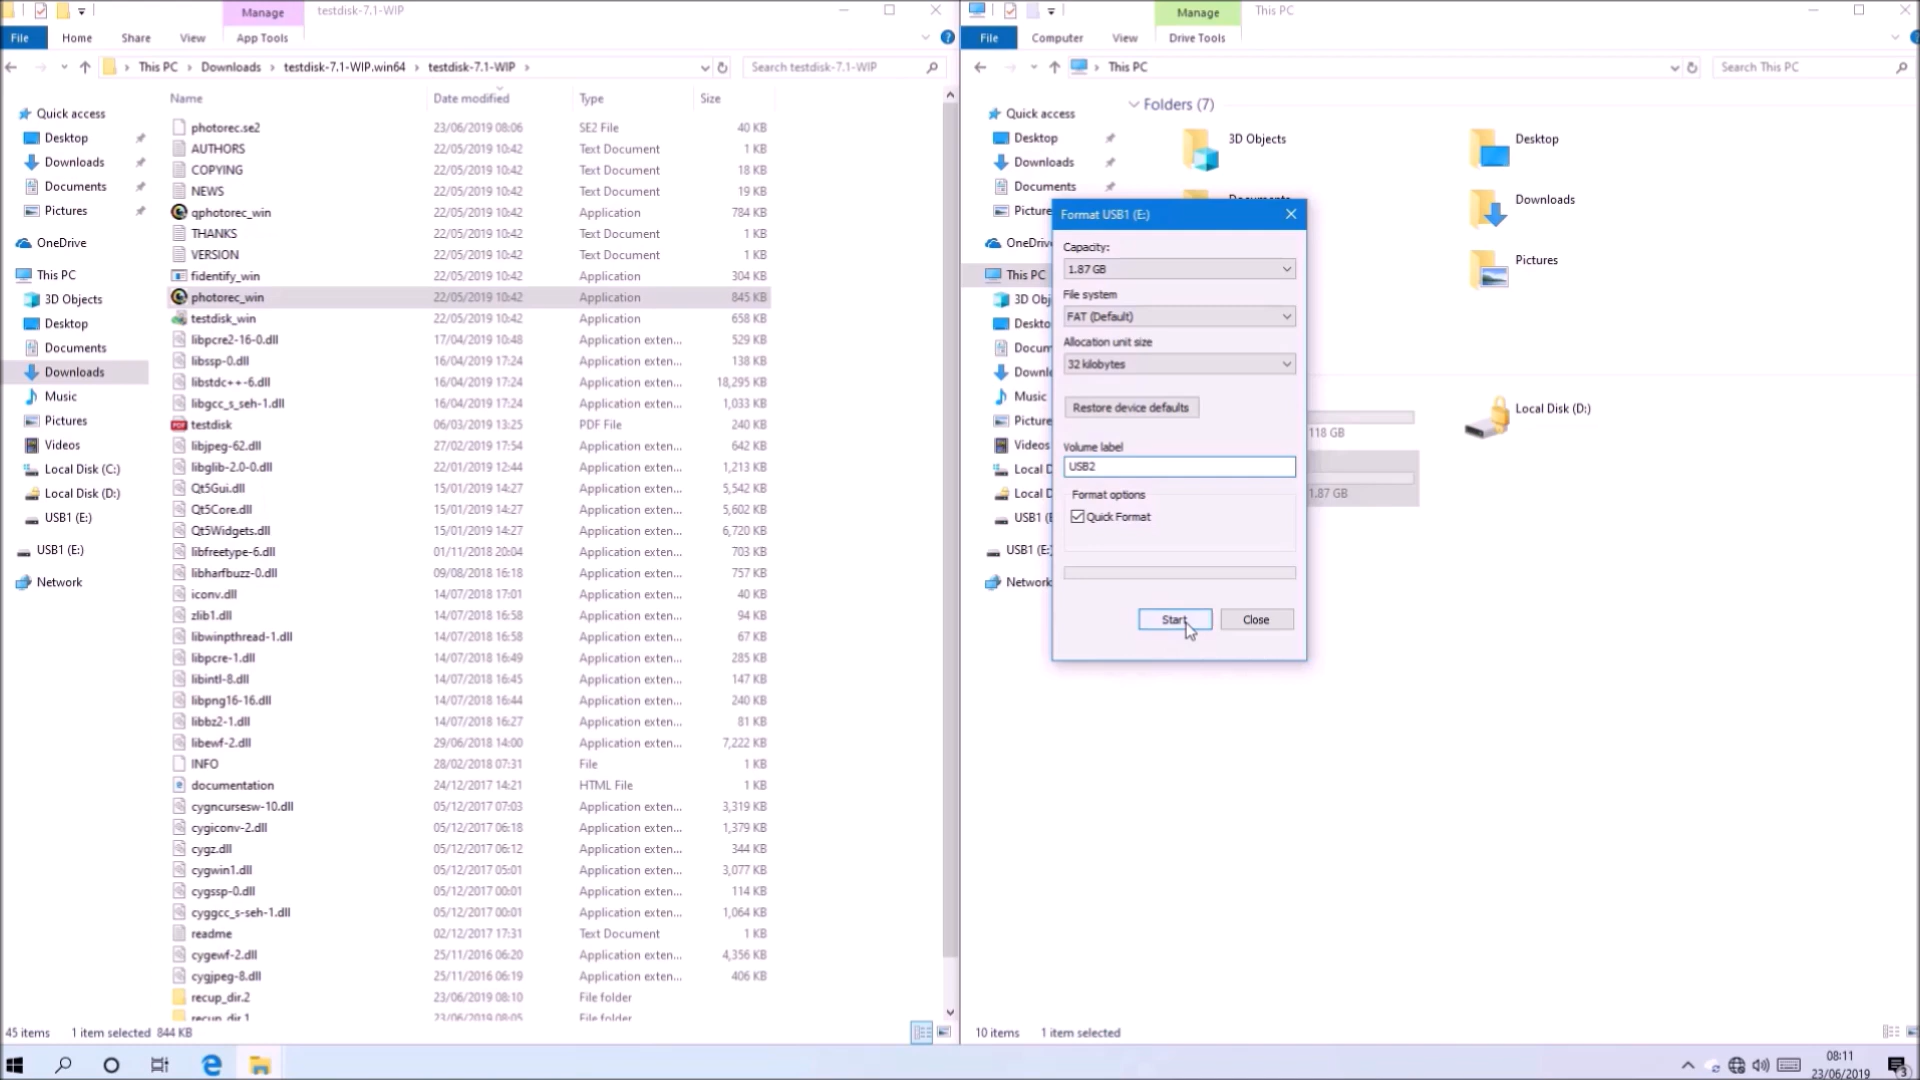 Manage
testdisk-7.1-WIP
File
Home
Share
View
App Tools
This PC
Downloads
testdisk-7.1-WIP.win64
testdisk-7.1-WIP
Search testdisk-7.1-WIP
Name
Date modified
Type
Size
Quick access
Desktop
Downloads
Documents
Pictures
OneDrive
This PC
3D Objects
Desktop
Documents
Downloads
Music
Pictures
Videos
Local Disk (C:)
Local Disk (D:)
USB1 (E:)
USB1 (E:)
Network
photorec.se2 23/06/2019 08:06 SE2 File 40 KB
AUTHORS 22/05/2019 10:42 Text Document 1 KB
COPYING 22/05/2019 10:42 Text Document 18 KB
NEWS 22/05/2019 10:42 Text Document 19 KB
qphotorec_win 22/05/2019 10:42 Application 784 KB
THANKS 22/05/2019 10:42 Text Document 1 KB
VERSION 22/05/2019 10:42 Text Document 1 KB
fidentify_win 22/05/2019 10:42 Application 304 KB
photorec_win 22/05/2019 10:42 Application 845 KB
testdisk_win 22/05/2019 10:42 Application 658 KB
libpcre2-16-0.dll 17/04/2019 10:48 Application exten... 529 KB
libssp-0.dll 16/04/2019 17:24 Application exten... 138 KB
libstdc++-6.dll 16/04/2019 17:24 Application exten... 18,295 KB
libgcc_s_seh-1.dll 16/04/2019 17:24 Application exten... 1,033 KB
testdisk 06/03/2019 13:25 PDF File 240 KB
libjpeg-62.dll 27/02/2019 17:54 Application exten... 642 KB
libglib-2.0-0.dll 22/01/2019 12:44 Application exten... 1,213 KB
Qt5Gui.dll 15/01/2019 14:27 Application exten... 5,542 KB
Qt5Core.dll 15/01/2019 14:27 Application exten... 5,602 KB
Qt5Widgets.dll 15/01/2019 14:27 Application exten... 6,720 KB
libfreetype-6.dll 01/11/2018 20:04 Application exten... 703 KB
libharfbuzz-0.dll 09/08/2018 16:18 Application exten... 757 KB
iconv.dll 14/07/2018 17:01 Application exten... 40 KB
zlib1.dll 14/07/2018 16:58 Application exten... 94 KB
libwinpthread-1.dll 14/07/2018 16:58 Application exten... 67 KB
libpcre-1.dll 14/07/2018 16:49 Application exten... 285 KB
libintl-8.dll 14/07/2018 16:45 Application exten... 147 KB
libpng16-16.dll 14/07/2018 16:44 Application exten... 240 KB
libbz2-1.dll 14/07/2018 16:27 Application exten... 81 KB
libewf-2.dll 29/06/2018 14:00 Application exten... 7,222 KB
INFO 28/02/2018 07:31 File 1 KB
documentation 24/12/2017 14:21 HTML File 1 KB
cygncursesw-10.dll 05/12/2017 07:03 Application exten... 3,319 KB
cygiconv-2.dll 05/12/2017 06:18 Application exten... 1,379 KB
cygz.dll 05/12/2017 06:12 Application exten... 344 KB
cygwin1.dll 05/12/2017 05:01 Application exten... 3,077 KB
cygssp-0.dll 05/12/2017 00:01 Application exten... 114 KB
cyggcc_s-seh-1.dll 05/12/2017 00:01 Application exten... 1,064 KB
readme 02/12/2017 17:31 Text Document 1 KB
cygewf-2.dll 25/11/2016 06:20 Application exten... 4,356 KB
cygjpeg-8.dll 25/11/2016 06:19 Application exten... 406 KB
recup_dir.2 23/06/2019 08:10 File folder
recup_dir.1 23/06/2019 08:05 File folder
45 items 1 item selected 844 KB
Manage
This PC
File
Computer
View
Drive Tools
This PC
Search This PC
Quick access
Desktop
Downloads
Documents
Picture
OneDrive
This PC
3D Obj
Deskto
Docum
Downl
Music
Picture
Videos
Local D
Local D
USB1 (E
USB1 (E:
Network
Folders (7)
3D Objects
Desktop
Documents
Downloads
Pictures
118 GB
Local Disk (D:)
1.87 GB
Format USB1 (E:)
Capacity:
1.87 GB
File system
FAT (Default)
Allocation unit size
32 kilobytes
Restore device defaults
Volume label
USB2
Format options
Quick Format
Start
Close
10 items 1 item selected
08:11
23/06/2019
3